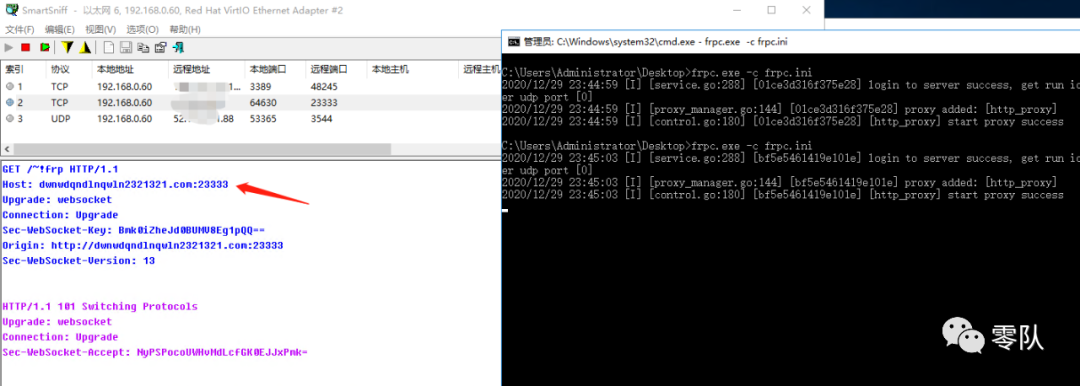 SmartSniff - 以太网 6, 192.168.0.60, Red Hat VirtIO Ethernet Adapter #2
文件(F) 编辑(E) 视图(V) 选项(O) 帮助(H)
索引 协议 本地地址 远程地址 本地端口 远程端口 本地主机 远程主机
1 TCP 192.168.0.60 1... 3389 48245
2 TCP 192.168.0.60 64630 23333
3 UDP 192.168.0.60 52. .88 53365 3544
GET /~!frp HTTP/1.1
Host: dwnwdqndlnqwln2321321.com:23333
Upgrade: websocket
Connection: Upgrade
Sec-WebSocket-Key: Bmk0iZheJd0BUMV8Eg1pQQ==
Origin: http://dwnwdqndlnqwln2321321.com:23333
Sec-WebSocket-Version: 13
HTTP/1.1 101 Switching Protocols
Upgrade: websocket
Connection: Upgrade
Sec-WebSocket-Accept: NyPSPocoUWHvMdLcfGK0EJJxPmk=
管理员: C:\Windows\system32\cmd.exe - frpc.exe -c frpc.ini
C:\Users\Administrator\Desktop>frpc.exe -c frpc.ini
2020/12/29 23:44:59 [I] [service.go:288] [01ce3d316f375e28] login to server success, get run i
er udp port [0]
2020/12/29 23:44:59 [I] [proxy_manager.go:144] [01ce3d316f375e28] proxy added: [http_proxy]
2020/12/29 23:44:59 [I] [control.go:180] [01ce3d316f375e28] [http_proxy] start proxy success
C:\Users\Administrator\Desktop>frpc.exe -c frpc.ini
2020/12/29 23:45:03 [I] [service.go:288] [bf5e5461419e101e] login to server success, get run i
er udp port [0]
2020/12/29 23:45:03 [I] [proxy_manager.go:144] [bf5e5461419e101e] proxy added: [http_proxy]
2020/12/29 23:45:03 [I] [control.go:180] [bf5e5461419e101e] [http_proxy] start proxy success
零队